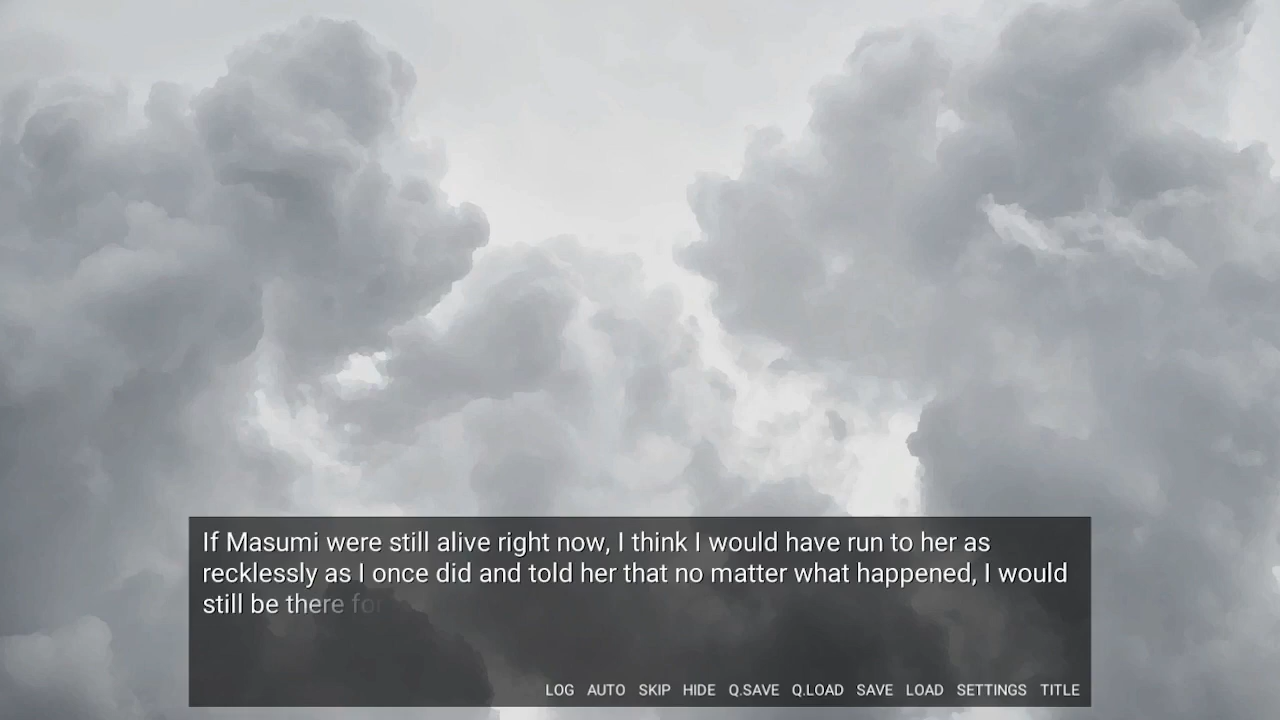 If Masumi were still alive right now, I think I would have run to her as
recklessly as I once did and told her that no matter what happened, I would
still be there for
LOG AUTO SKIP HIDE Q.SAVE Q.LOAD SAVE LOAD SETTINGS TITLE